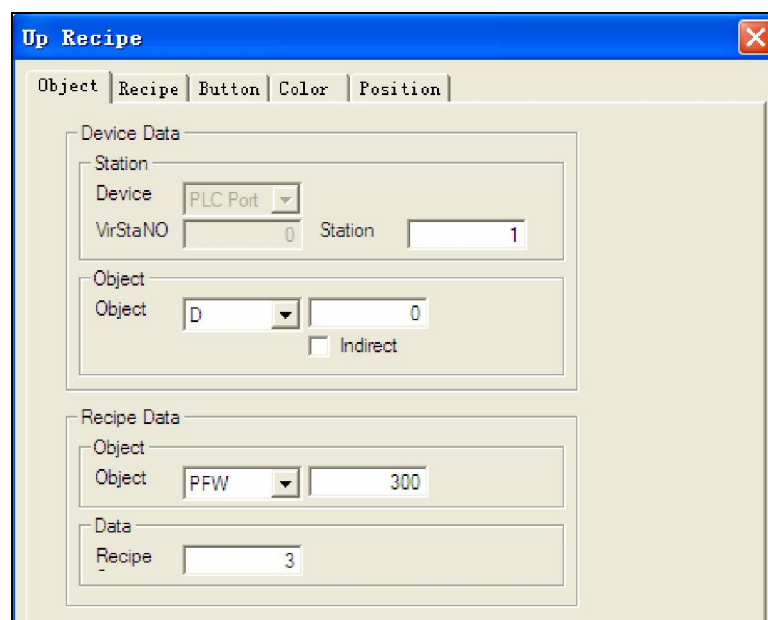 Up Recipe
Object Recipe Button Color Position
Device Data
Station
Device PLC Port
VirStaNO 0 Station 1
Object
Object D 0
Indirect
Recipe Data
Object
Object PFW 300
Data
Recipe 3